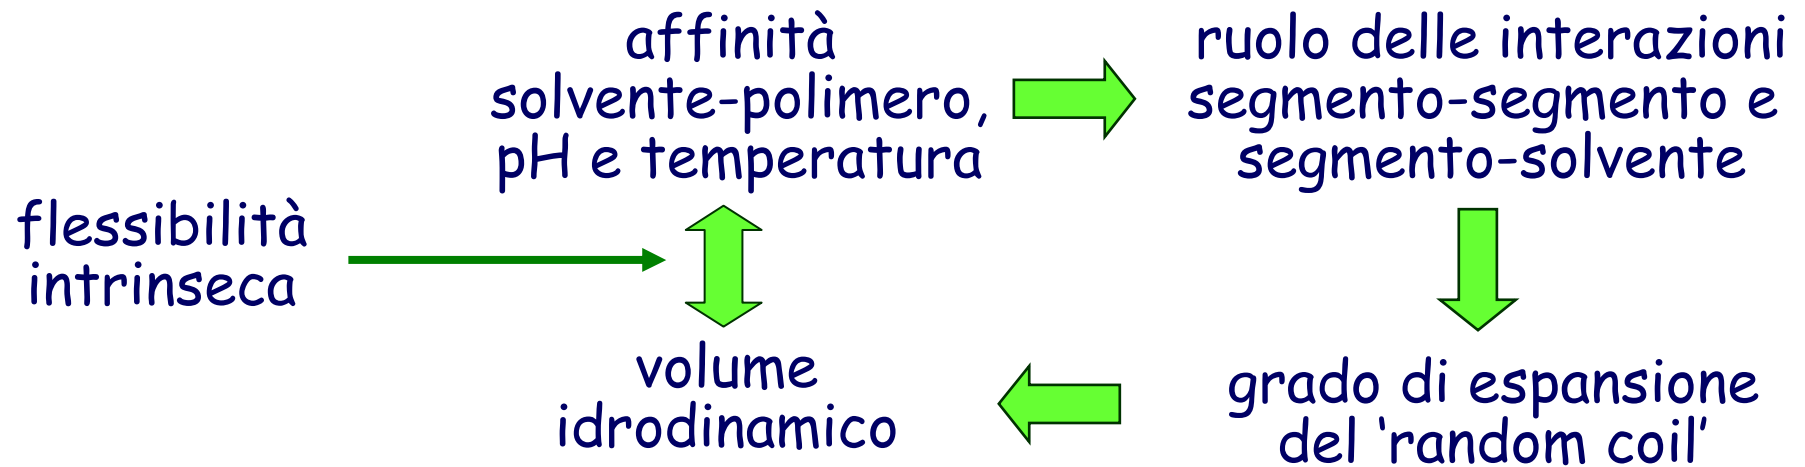 affinità
solvente-polimero,
pH e temperatura
ruolo delle interazioni
segmento-segmento e
segmento-solvente
flessibilità
intrinseca
volume
idrodinamico
grado di espansione
del ‘random coil’